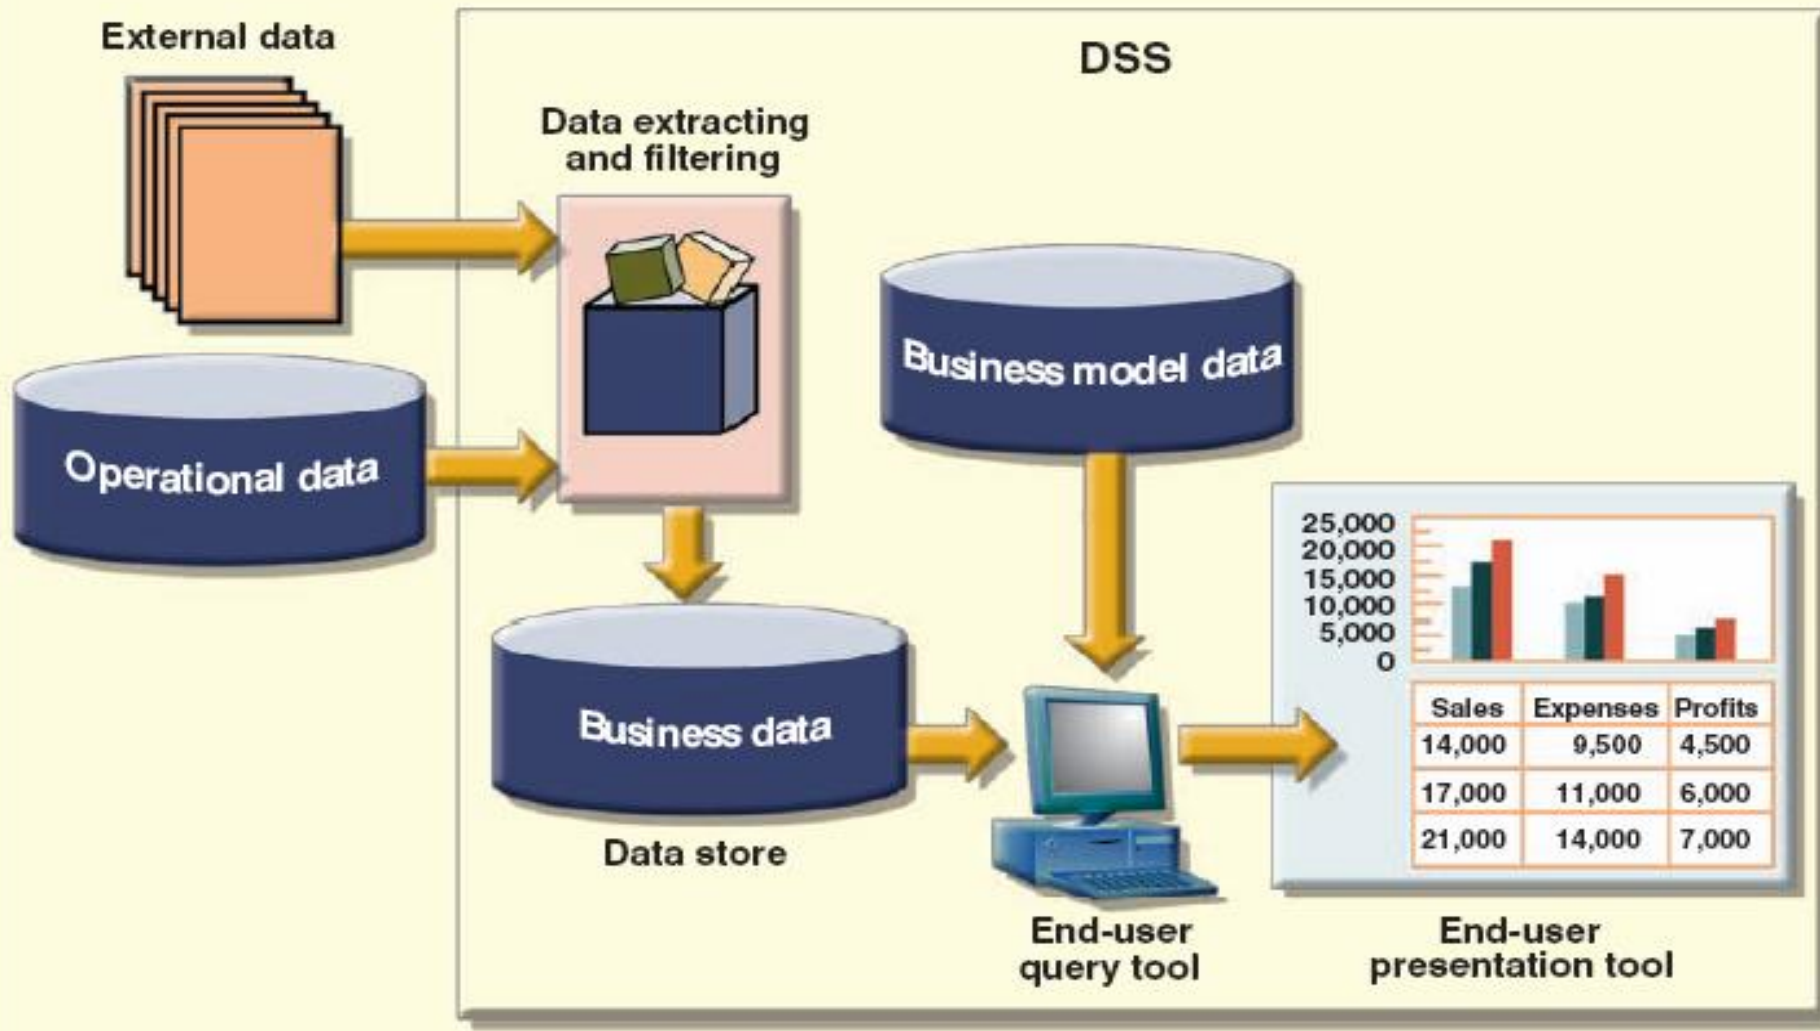 External data
DSS
Data extracting
and filtering
Business model data
Operational data
25,000
20,000
15,000
10,000
5,000
0
Business data
Sales Expenses Profits
14,000 9,500 4,500
17,000 11,000 6,000
21,000 14,000 7,000
Data store
End-user
query tool
End-user
presentation tool